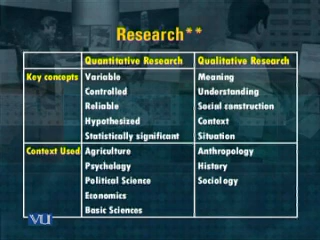 Research**
Quantitative Research Qualitative Research
Key concepts Variable Meaning
Controlled Understanding
Reliable Social construction
Hypothesized Context
Statistically significant Situation
Context Used Agriculture Anthropology
Psychology History
Political Science Sociology
Economics
Basic Sciences
VU